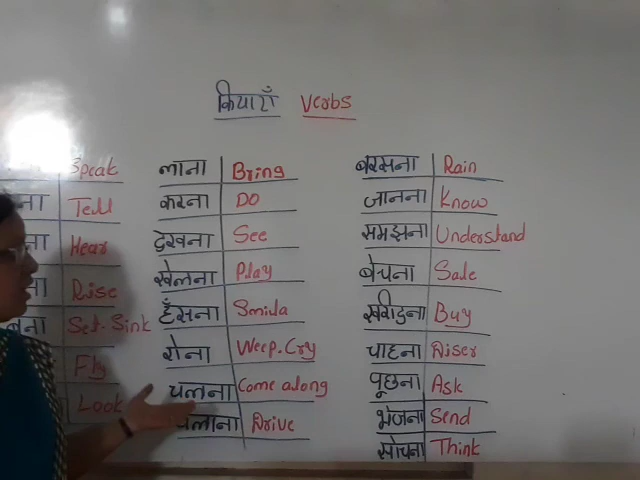 क्रियाएँ Verbs
Speak
Tell
Hear
Rise
Set-Sink
Fly
Look
लाना Bring
करना DO
देखना See
खेलना Play
हँसना Smila
रोना Weep.Cry
चलना Come along
चलाना Drive
बरसना Rain
जानना Know
समझना Understand
बेचना Sale
खरीदना Buy
चाहना Diser
पूछना Ask
भेजना Send
सोचना Think